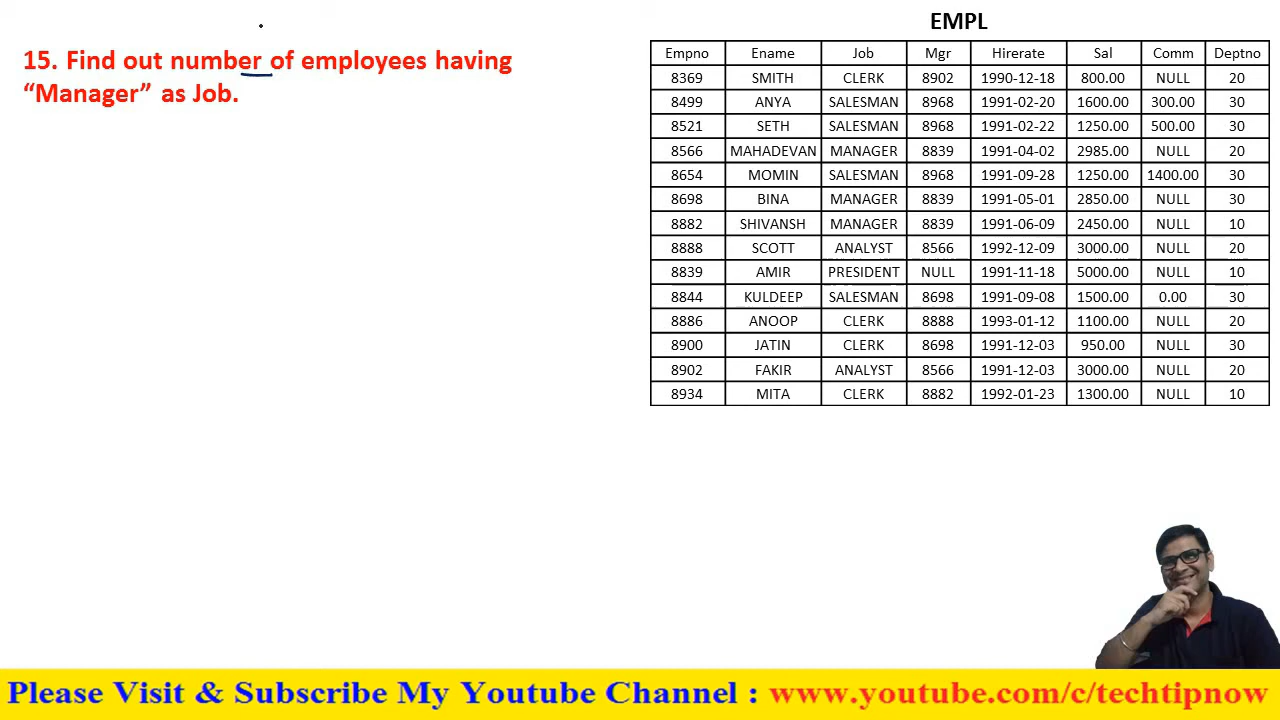 15. Find out number of employees having
“Manager” as Job.
EMPL
Empno Ename Job Mgr Hirerate Sal Comm Deptno
8369 SMITH CLERK 8902 1990-12-18 800.00 NULL 20
8499 ANYA SALESMAN 8968 1991-02-20 1600.00 300.00 30
8521 SETH SALESMAN 8968 1991-02-22 1250.00 500.00 30
8566 MAHADEVAN MANAGER 8839 1991-04-02 2985.00 NULL 20
8654 MOMIN SALESMAN 8968 1991-09-28 1250.00 1400.00 30
8698 BINA MANAGER 8839 1991-05-01 2850.00 NULL 30
8882 SHIVANSH MANAGER 8839 1991-06-09 2450.00 NULL 10
8888 SCOTT ANALYST 8566 1992-12-09 3000.00 NULL 20
8839 AMIR PRESIDENT NULL 1991-11-18 5000.00 NULL 10
8844 KULDEEP SALESMAN 8698 1991-09-08 1500.00 0.00 30
8886 ANOOP CLERK 8888 1993-01-12 1100.00 NULL 20
8900 JATIN CLERK 8698 1991-12-03 950.00 NULL 30
8902 FAKIR ANALYST 8566 1991-12-03 3000.00 NULL 20
8934 MITA CLERK 8882 1992-01-23 1300.00 NULL 10
Please Visit & Subscribe My Youtube Channel : www.youtube.com/c/techtipnow